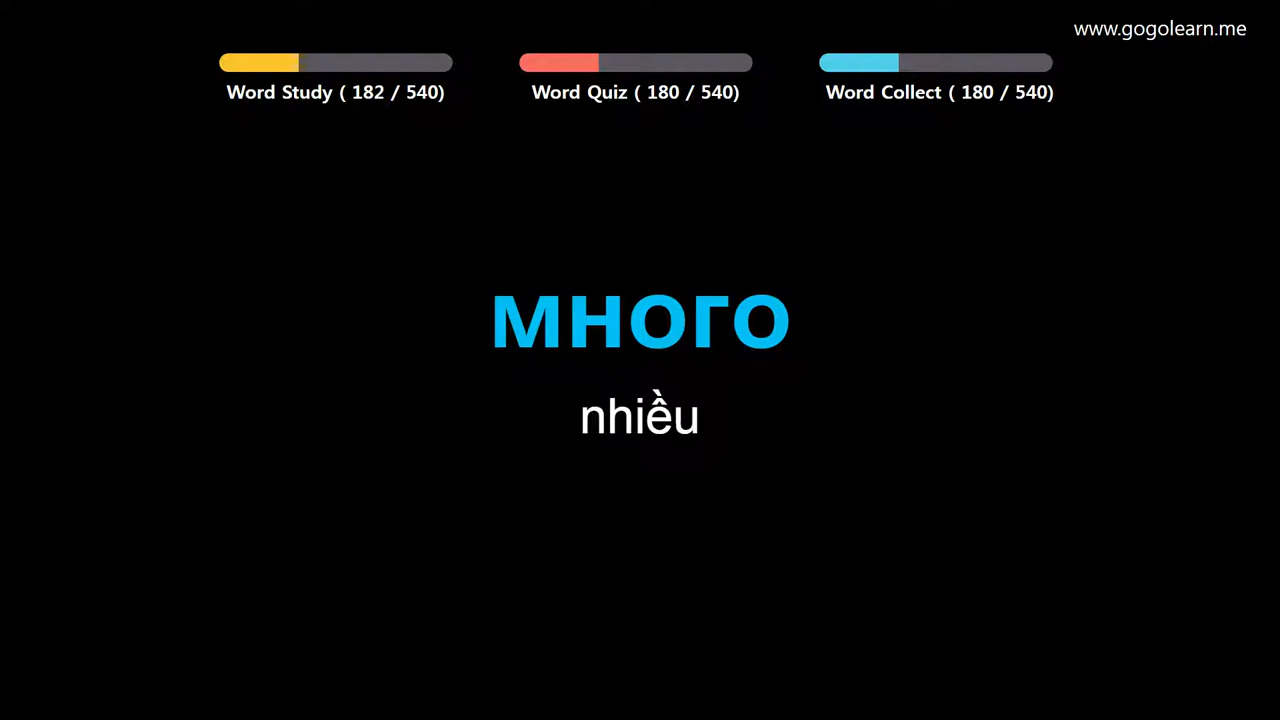 www.gogolearn.me
Word Study ( 182 / 540)
Word Quiz ( 180 / 540)
Word Collect ( 180 / 540)
много
nhiều